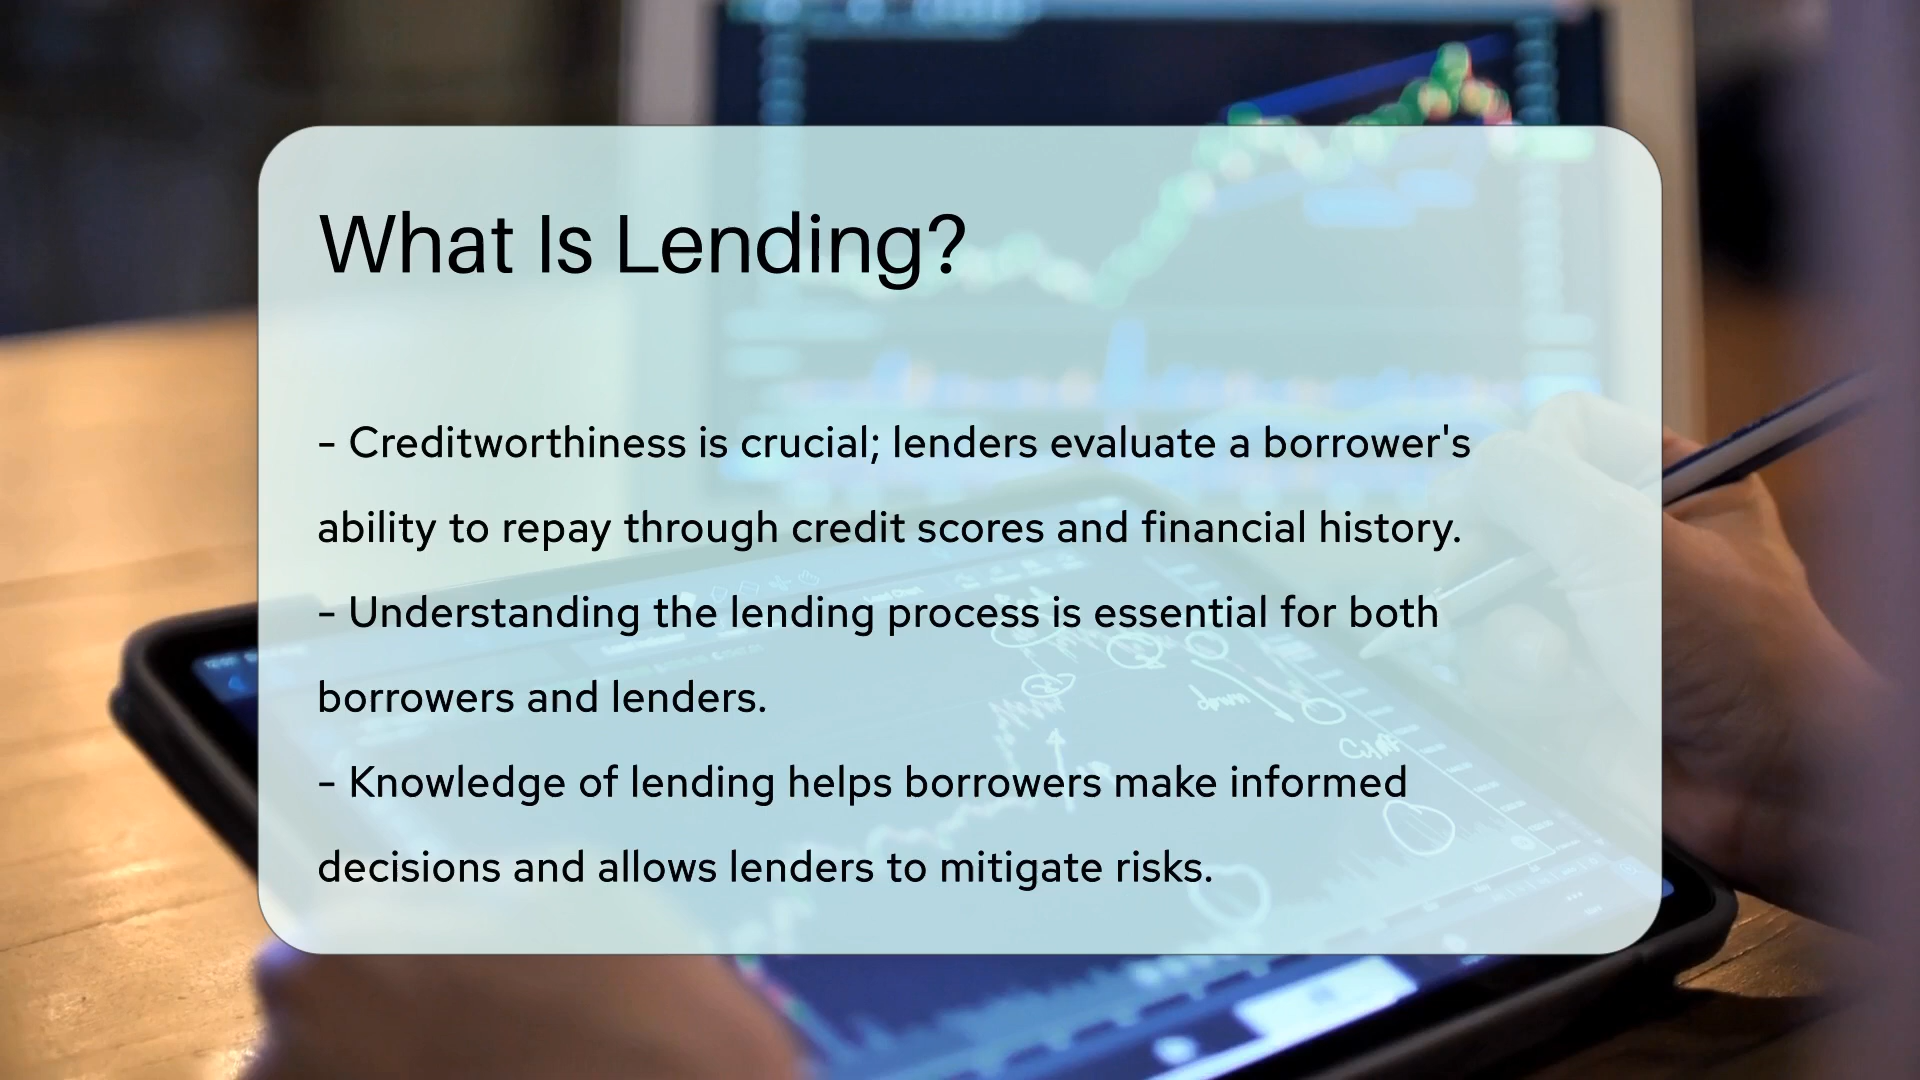 What Is Lending?
- Creditworthiness is crucial; lenders evaluate a borrower's
ability to repay through credit scores and financial history.
- Understanding the lending process is essential for both
borrowers and lenders.
- Knowledge of lending helps borrowers make informed
decisions and allows lenders to mitigate risks.
down